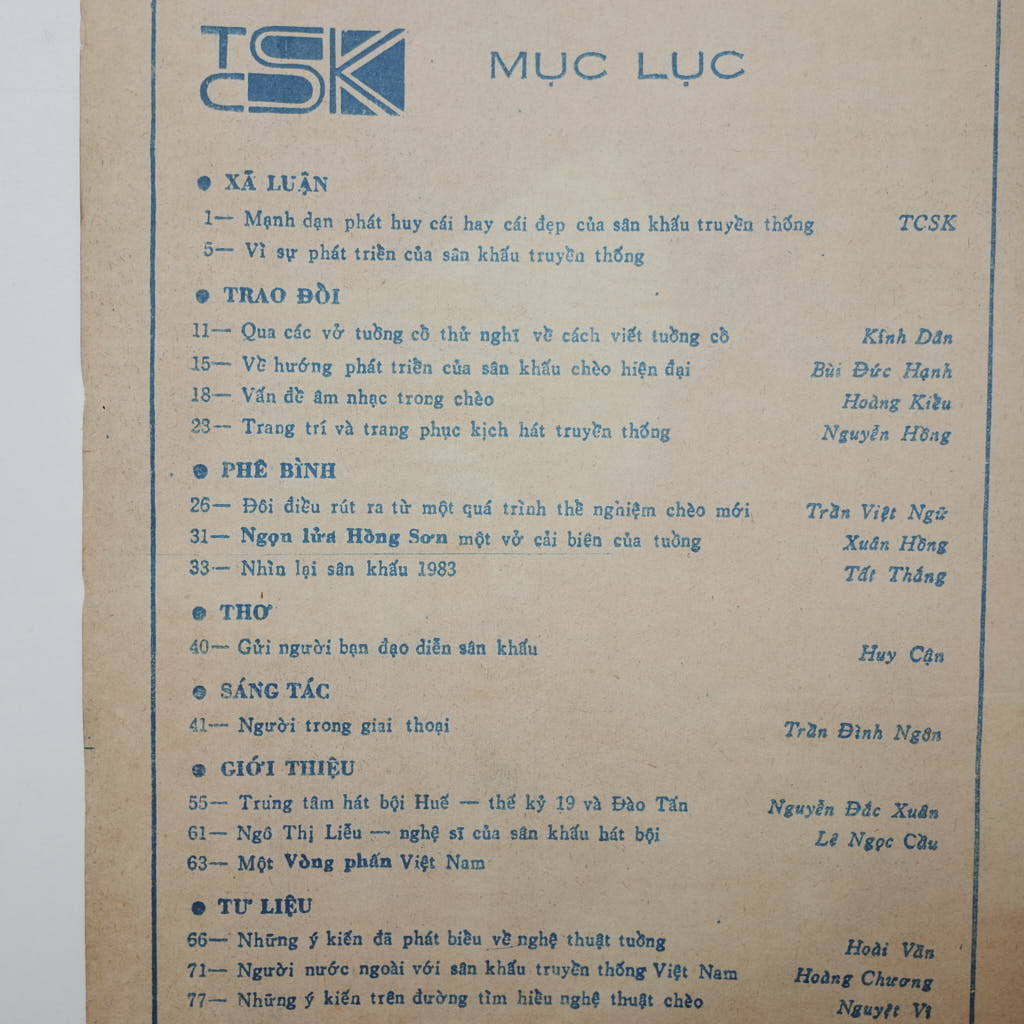 TCSK MỤC LỤC
● XÃ LUẬN
1— Mạnh dạn phát huy cái hay cái đẹp của sân khấu truyền thống TCSK
5— Vì sự phát triển của sân khấu truyền thống
● TRAO ĐỔI
11— Qua các vở tuồng cổ thử nghĩ về cách viết tuồng cổ Kính Dân
15— Về hướng phát triển của sân khấu chèo hiện đại Bùi Đức Hạnh
18— Vấn đề âm nhạc trong chèo Hoàng Kiều
23— Trang trí và trang phục kịch hát truyền thống Nguyễn Hồng
● PHÊ BÌNH
26— Đôi điều rút ra từ một quá trình thể nghiệm chèo mới Trần Việt Ngữ
31— Ngọn lửa Hồng Sơn một vở cải biên của tuồng Xuân Hồng
33— Nhìn lại sân khấu 1983 Tất Thắng
● THƠ
40— Gửi người bạn đạo diễn sân khấu Huy Cận
● SÁNG TÁC
41— Người trong giai thoại Trần Đình Ngôn
● GIỚI THIỆU
55— Trung tâm hát bội Huế — thế kỷ 19 và Đào Tấn Nguyễn Đắc Xuân
61— Ngô Thị Liễu — nghệ sĩ của sân khấu hát bội Lê Ngọc Cầu
63— Một Vòng phấn Việt Nam
● TƯ LIỆU
66— Những ý kiến đã phát biểu về nghệ thuật tuồng Hoài Văn
71— Người nước ngoài với sân khấu truyền thống Việt Nam Hoàng Chương
77— Những ý kiến trên đường tìm hiểu nghệ thuật chèo Nguyệt Vi